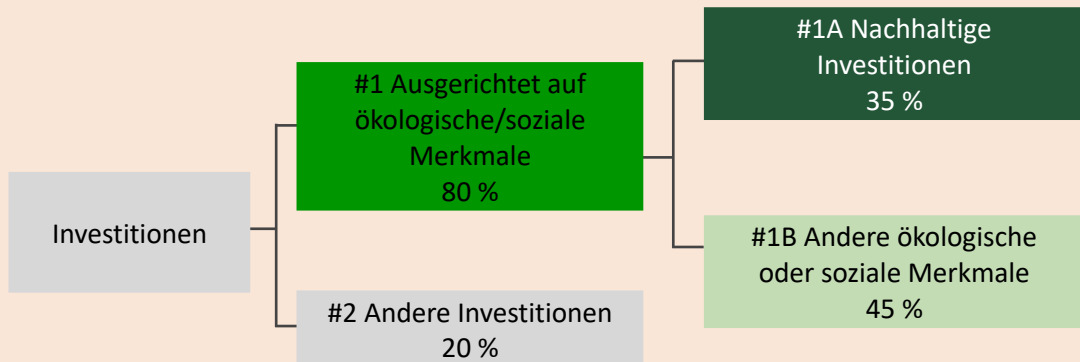 Investitionen
#1 Ausgerichtet auf
ökologische/soziale
Merkmale
80 %
#2 Andere Investitionen
20 %
#1A Nachhaltige
Investitionen
35 %
#1B Andere ökologische
oder soziale Merkmale
45 %